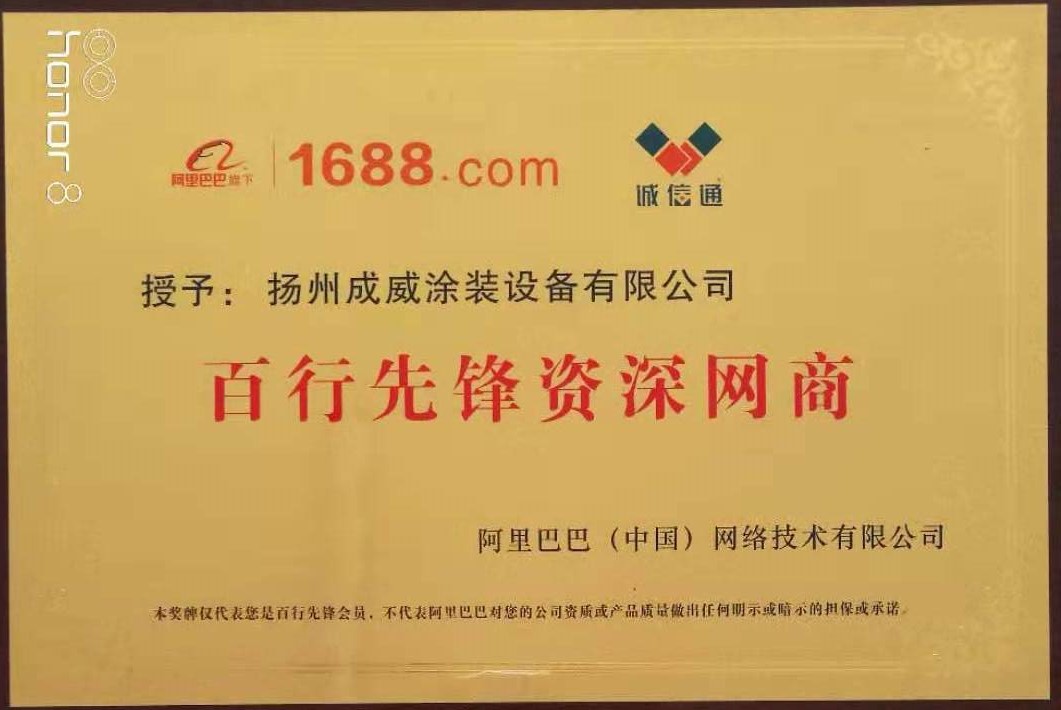 honor 8
阿里巴巴旗下 1688.com 诚信通
授予：扬州成威涂装设备有限公司
百行先锋资深网商
阿里巴巴（中国）网络技术有限公司
本奖牌仅代表您是百行先锋会员，不代表阿里巴巴对您的公司资质或产品质量做出任何明示或暗示的担保或承诺。